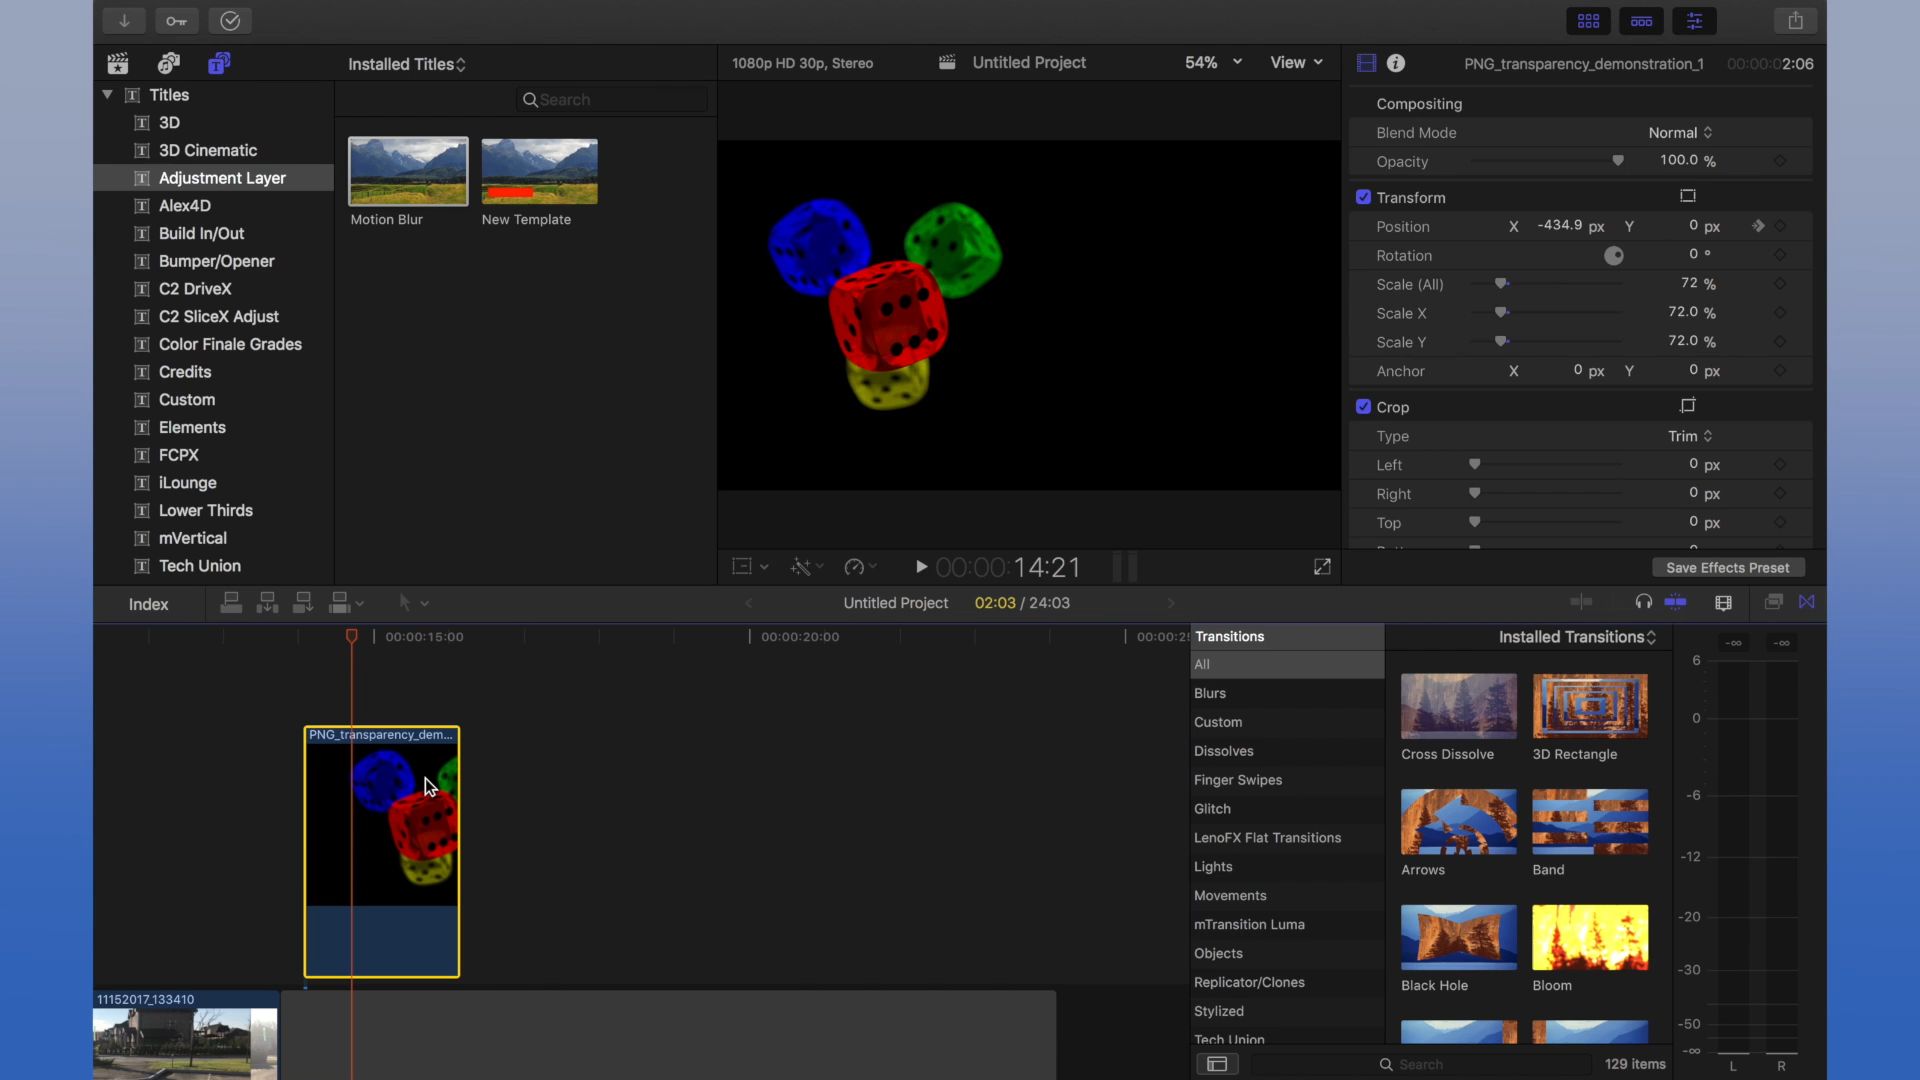 Installed Titles
1080p HD 30p, Stereo
Untitled Project
54%
View
PNG_transparency_demonstration_1
00:00:02:06
Titles
3D
3D Cinematic
Adjustment Layer
Alex4D
Build In/Out
Bumper/Opener
C2 DriveX
C2 SliceX Adjust
Color Finale Grades
Credits
Custom
Elements
FCPX
iLounge
Lower Thirds
mVertical
Tech Union
Search
Motion Blur
New Template
Compositing
Blend Mode
Normal
Opacity
100.0 %
Transform
Position X -434.9 px Y 0 px
Rotation 0 °
Scale (All) 72 %
Scale X 72.0 %
Scale Y 72.0 %
Anchor X 0 px Y 0 px
Crop
Type Trim
Left 0 px
Right 0 px
Top 0 px
00:00:14:21
Save Effects Preset
Index
Untitled Project
02:03 / 24:03
00:00:15:00
00:00:20:00
PNG_transparency_dem...
11152017_133410
Transitions
All
Blurs
Custom
Dissolves
Finger Swipes
Glitch
LenoFX Flat Transitions
Lights
Movements
mTransition Luma
Objects
Replicator/Clones
Stylized
Tech Union
Installed Transitions
Cross Dissolve
3D Rectangle
Arrows
Band
Black Hole
Bloom
Search
129 items
-∞ -∞
6
0
-6
-12
-20
-30
-50
-∞
L R